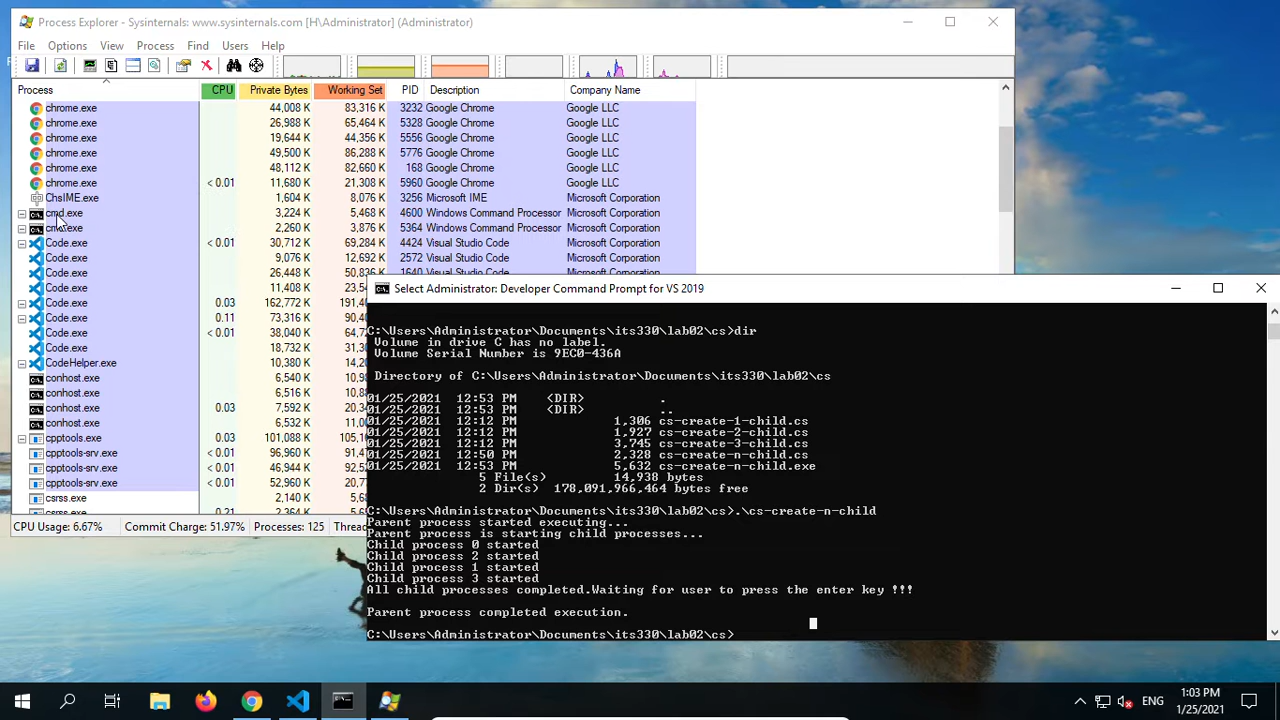 Process Explorer - Sysinternals: www.sysinternals.com [H\Administrator] (Administrator)
File Options View Process Find Users Help
Process CPU Private Bytes Working Set PID Description Company Name
chrome.exe 44,008 K 83,316 K 3232 Google Chrome Google LLC
chrome.exe 26,988 K 65,464 K 5328 Google Chrome Google LLC
chrome.exe 19,644 K 44,356 K 5556 Google Chrome Google LLC
chrome.exe 49,500 K 86,288 K 5776 Google Chrome Google LLC
chrome.exe 48,112 K 82,660 K 168 Google Chrome Google LLC
chrome.exe < 0.01 11,680 K 21,308 K 5960 Google Chrome Google LLC
ChsIME.exe 1,604 K 8,076 K 3256 Microsoft IME Microsoft Corporation
cmd.exe 3,224 K 5,468 K 4600 Windows Command Processor Microsoft Corporation
cmd.exe 2,260 K 3,876 K 5364 Windows Command Processor Microsoft Corporation
Code.exe < 0.01 30,712 K 69,284 K 4424 Visual Studio Code Microsoft Corporation
Code.exe 9,076 K 12,692 K 2572 Visual Studio Code Microsoft Corporation
Code.exe 26,448 K 50,836 K 1640 Visual Studio Code Microsoft Corporation
Code.exe 11,408 K
Code.exe 0.03 162,772 K
Code.exe 0.11 73,316 K
Code.exe < 0.01 38,040 K
Code.exe 18,732 K
CodeHelper.exe 10,380 K
conhost.exe 6,540 K
conhost.exe 6,516 K
conhost.exe 0.03 7,592 K
conhost.exe 6,532 K
cpptools.exe 0.03 101,088 K
cpptools-srv.exe < 0.01 96,960 K
cpptools-srv.exe 46,944 K
cpptools-srv.exe < 0.01 52,960 K
csrss.exe 2,140 K
CPU Usage: 6.67% Commit Charge: 51.97% Processes: 125
Select Administrator: Developer Command Prompt for VS 2019
C:\Users\Administrator\Documents\its330\lab02\cs>dir
Volume in drive C has no label.
Volume Serial Number is 9EC0-436A
Directory of C:\Users\Administrator\Documents\its330\lab02\cs
01/25/2021 12:53 PM <DIR> .
01/25/2021 12:53 PM <DIR> ..
01/25/2021 12:12 PM 1,306 cs-create-1-child.cs
01/25/2021 12:12 PM 1,927 cs-create-2-child.cs
01/25/2021 12:12 PM 3,745 cs-create-3-child.cs
01/25/2021 12:50 PM 2,328 cs-create-n-child.cs
01/25/2021 12:53 PM 5,632 cs-create-n-child.exe
5 File(s) 14,938 bytes
2 Dir(s) 178,091,966,464 bytes free
C:\Users\Administrator\Documents\its330\lab02\cs>.\cs-create-n-child
Parent process started executing...
Parent process is starting child processes...
Child process 0 started
Child process 2 started
Child process 1 started
Child process 3 started
All child processes completed.Waiting for user to press the enter key !!!
Parent process completed execution.
C:\Users\Administrator\Documents\its330\lab02\cs>
ENG
1:03 PM
1/25/2021